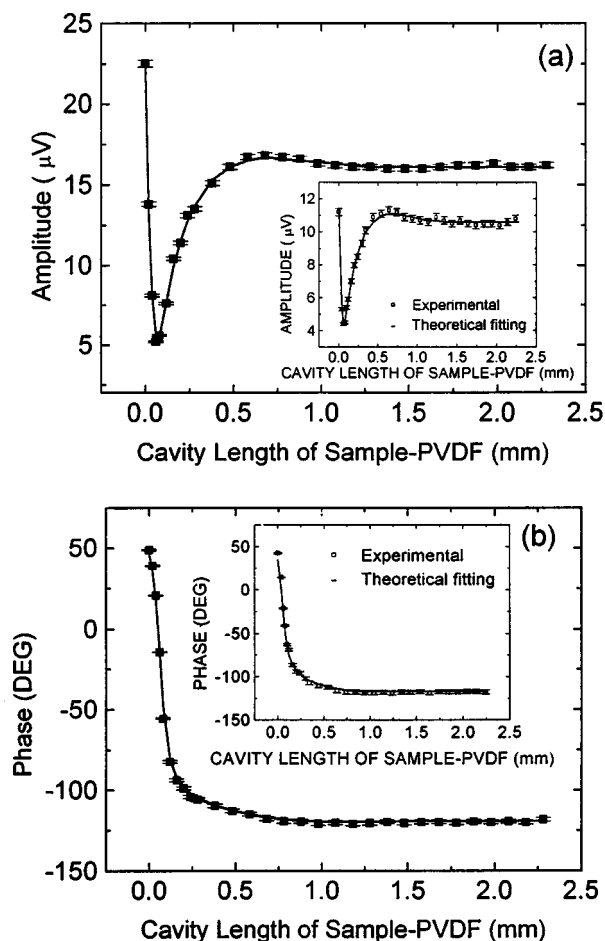 (a)
25
20
15
10
5
Amplitude ( μV)
0.0 0.5 1.0 1.5 2.0 2.5
Cavity Length of Sample-PVDF (mm)
12
10
8
6
4
AMPLITUDE ( μV)
Experimental
Theoretical fitting
0.0 0.5 1.0 1.5 2.0 2.5
CAVITY LENGTH OF SAMPLE-PVDF (mm)
(b)
50
0
-50
-100
-150
Phase (DEG)
0.0 0.5 1.0 1.5 2.0 2.5
Cavity Length of Sample-PVDF (mm)
50
0
-50
-100
-150
PHASE (DEG)
Experimental
Theoretical fitting
0.0 0.5 1.0 1.5 2.0 2.5
CAVITY LENGTH OF SAMPLE-PVDF (mm)